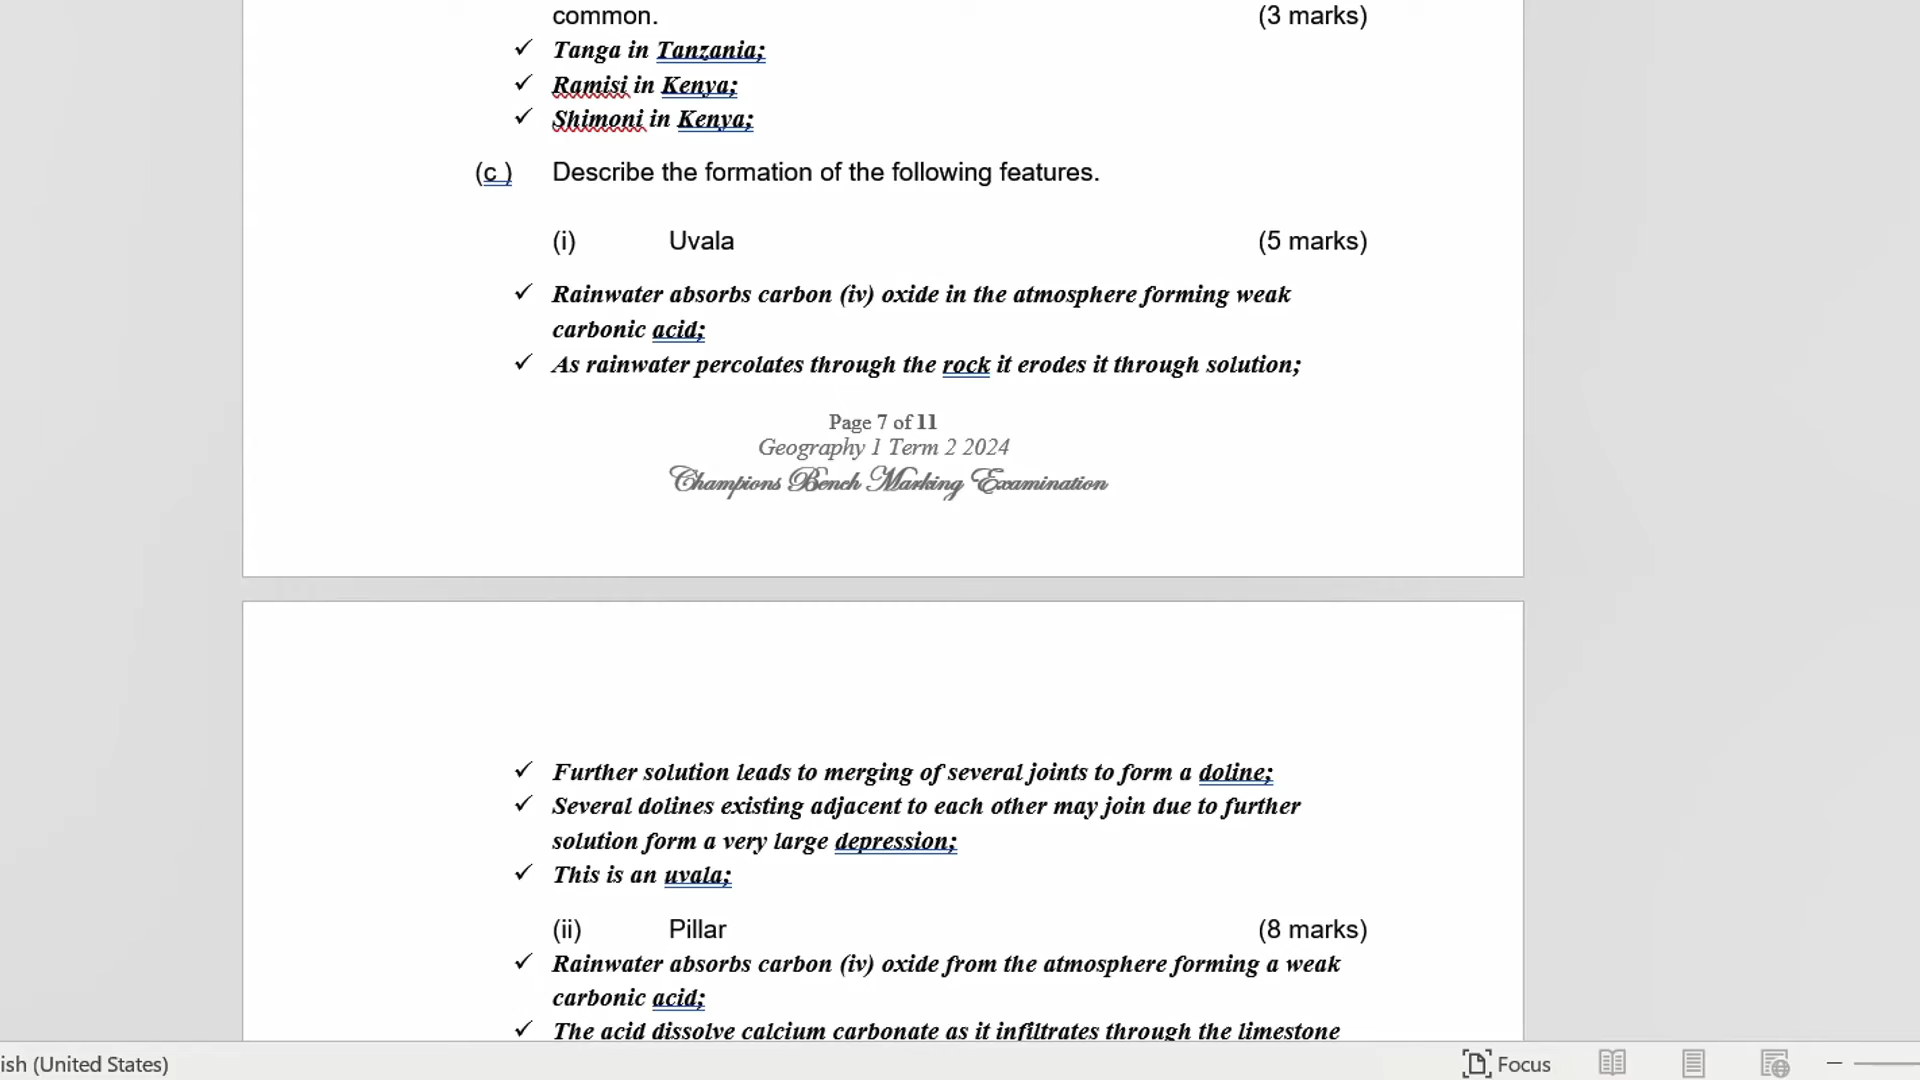 common. (3 marks)
✓ Tanga in Tanzania;
✓ Ramisi in Kenya;
✓ Shimoni in Kenya;
(c ) Describe the formation of the following features.
(i) Uvala (5 marks)
✓ Rainwater absorbs carbon (iv) oxide in the atmosphere forming weak
carbonic acid;
✓ As rainwater percolates through the rock it erodes it through solution;
Page 7 of 11
Geography 1 Term 2 2024
Champions Bench Marking Examination
✓ Further solution leads to merging of several joints to form a doline;
✓ Several dolines existing adjacent to each other may join due to further
solution form a very large depression;
✓ This is an uvala;
(ii) Pillar (8 marks)
✓ Rainwater absorbs carbon (iv) oxide from the atmosphere forming a weak
carbonic acid;
✓ The acid dissolve calcium carbonate as it infiltrates through the limestone
ish (United States) Focus